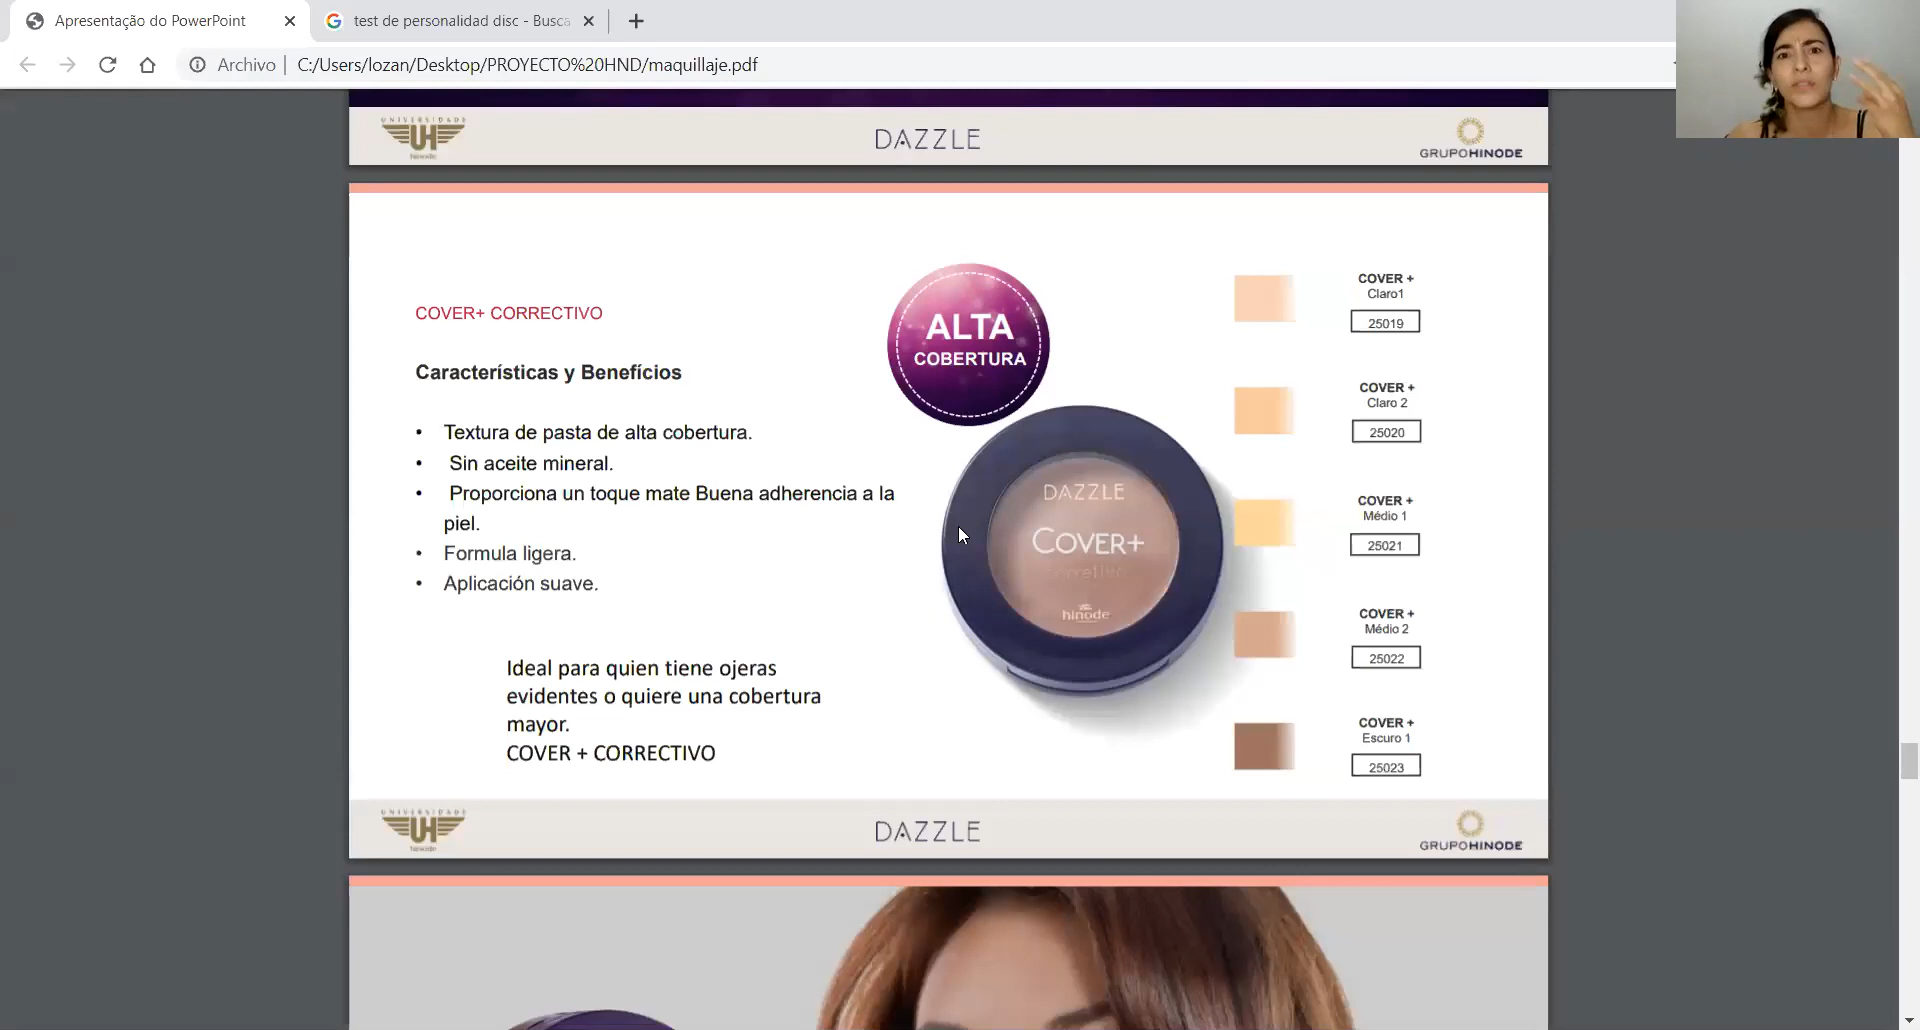 Apresentação do PowerPoint
test de personalidad disc - Busca
Archivo
C:/Users/lozan/Desktop/PROYECTO%20HND/maquillaje.pdf
UNIVERSIDADE
UH
DAZZLE
GRUPOHINODE
COVER+ CORRECTIVO
Características y Benefícios
• Textura de pasta de alta cobertura.
• Sin aceite mineral.
• Proporciona un toque mate Buena adherencia a la
piel.
• Formula ligera.
• Aplicación suave.
Ideal para quien tiene ojeras
evidentes o quiere una cobertura
mayor.
COVER + CORRECTIVO
ALTA
COBERTURA
DAZZLE
COVER+
hinode
COVER +
Claro1
25019
COVER +
Claro 2
25020
COVER +
Médio 1
25021
COVER +
Médio 2
25022
COVER +
Escuro 1
25023
UNIVERSIDADE
UH
DAZZLE
GRUPOHINODE